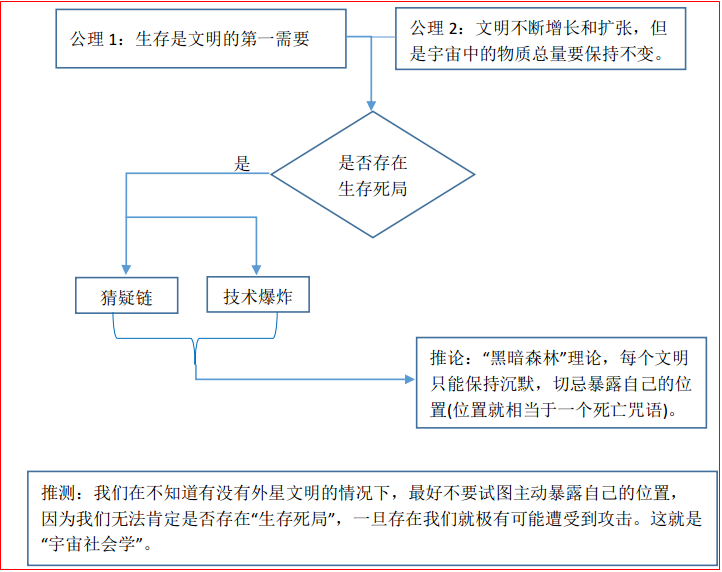 公理 1：生存是文明的第一需要
公理 2：文明不断增长和扩张，但
是宇宙中的物质总量要保持不变。
是否存在
生存死局
是
猜疑链
技术爆炸
推论：“黑暗森林”理论，每个文明
只能保持沉默，切忌暴露自己的位
置(位置就相当于一个死亡咒语)。
推测：我们在不知道有没有外星文明的情况下，最好不要试图主动暴露自己的位置，
因为我们无法肯定是否存在“生存死局”，一旦存在我们就极有可能遭受到攻击。这就是
“宇宙社会学”。